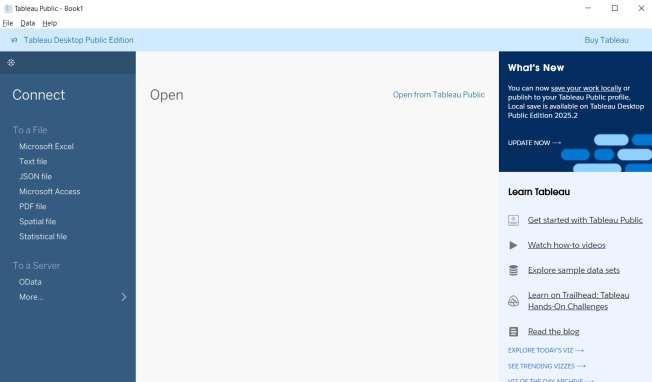 Tableau Public - Book1
File Data Help
Tableau Desktop Public Edition
Buy Tableau
Connect
To a File
Microsoft Excel
Text file
JSON file
Microsoft Access
PDF file
Spatial file
Statistical file
To a Server
OData
More...
Open
Open from Tableau Public
What's New
You can now save your work locally or
publish to your Tableau Public profile.
Local save is available on Tableau Desktop
Public Edition 2025.2
UPDATE NOW →
Learn Tableau
Get started with Tableau Public
Watch how-to videos
Explore sample data sets
Learn on Trailhead: Tableau
Hands-On Challenges
Read the blog
EXPLORE TODAY'S VIZ →
SEE TRENDING VIZZES →
VIZ OF THE DAY ARCHIVE →